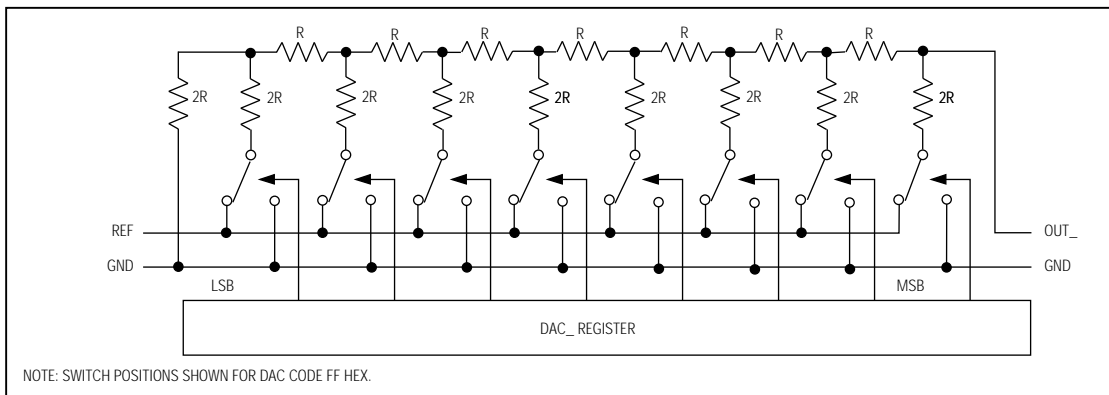 R R R R R R R
2R 2R 2R 2R 2R 2R 2R 2R 2R
REF OUT_
GND GND
LSB MSB
DAC_ REGISTER
NOTE: SWITCH POSITIONS SHOWN FOR DAC CODE FF HEX.